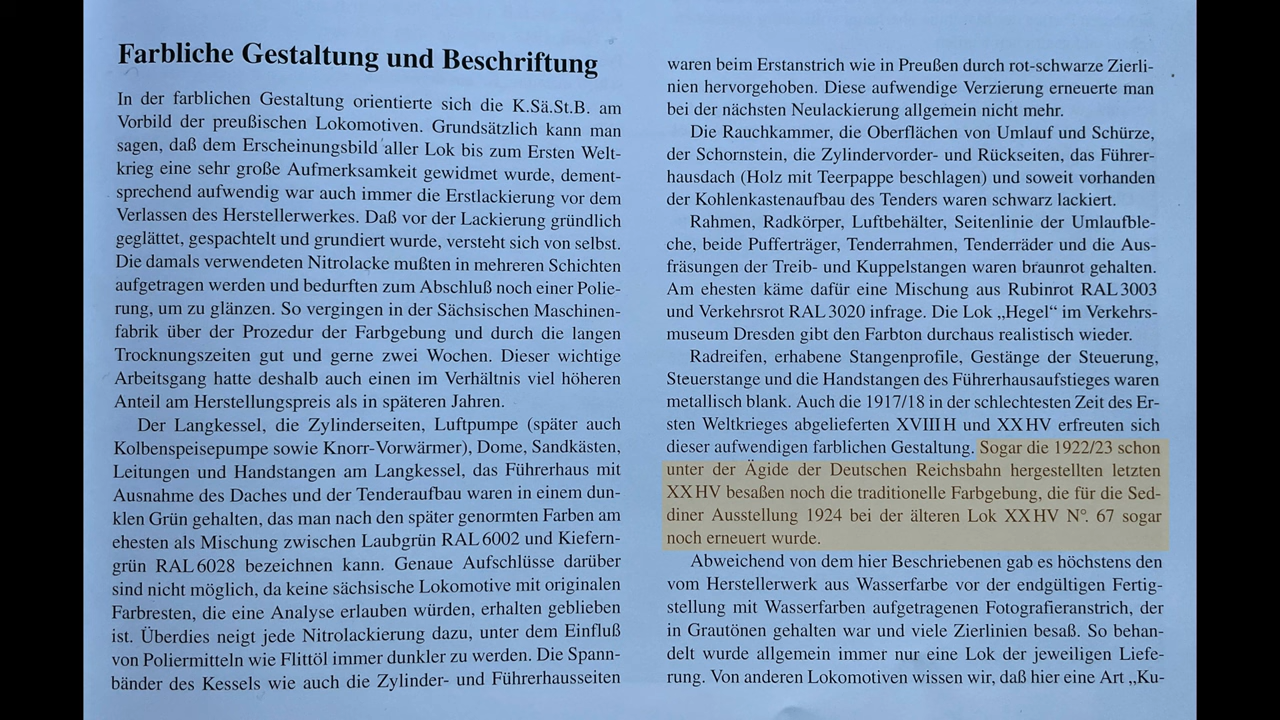 Farbliche Gestaltung und Beschriftung
In der farblichen Gestaltung orientierte sich die K.Sä.St.B. am
Vorbild der preußischen Lokomotiven. Grundsätzlich kann man
sagen, daß dem Erscheinungsbild aller Lok bis zum Ersten Welt-
krieg eine sehr große Aufmerksamkeit gewidmet wurde, dement-
sprechend aufwendig war auch immer die Erstlackierung vor dem
Verlassen des Herstellerwerkes. Daß vor der Lackierung gründlich
geglättet, gespachtelt und grundiert wurde, versteht sich von selbst.
Die damals verwendeten Nitrolacke mußten in mehreren Schichten
aufgetragen werden und bedurften zum Abschluß noch einer Polie-
rung, um zu glänzen. So vergingen in der Sächsischen Maschinen-
fabrik über der Prozedur der Farbgebung und durch die langen
Trocknungszeiten gut und gerne zwei Wochen. Dieser wichtige
Arbeitsgang hatte deshalb auch einen im Verhältnis viel höheren
Anteil am Herstellungspreis als in späteren Jahren.
Der Langkessel, die Zylinderseiten, Luftpumpe (später auch
Kolbenspeisepumpe sowie Knorr-Vorwärmer), Dome, Sandkästen,
Leitungen und Handstangen am Langkessel, das Führerhaus mit
Ausnahme des Daches und der Tenderaufbau waren in einem dun-
klen Grün gehalten, das man nach den später genormten Farben am
ehesten als Mischung zwischen Laubgrün RAL 6002 und Kiefern-
grün RAL 6028 bezeichnen kann. Genaue Aufschlüsse darüber
sind nicht möglich, da keine sächsische Lokomotive mit originalen
Farbresten, die eine Analyse erlauben würden, erhalten geblieben
ist. Überdies neigt jede Nitrolackierung dazu, unter dem Einfluß
von Poliermitteln wie Flittöl immer dunkler zu werden. Die Spann-
bänder des Kessels wie auch die Zylinder- und Führerhausseiten
waren beim Erstanstrich wie in Preußen durch rot-schwarze Zierli-
nien hervorgehoben. Diese aufwendige Verzierung erneuerte man
bei der nächsten Neulackierung allgemein nicht mehr.
Die Rauchkammer, die Oberflächen von Umlauf und Schürze,
der Schornstein, die Zylindervorder- und Rückseiten, das Führer-
hausdach (Holz mit Teerpappe beschlagen) und soweit vorhanden
der Kohlenkastenaufbau des Tenders waren schwarz lackiert.
Rahmen, Radkörper, Luftbehälter, Seitenlinie der Umlaufble-
che, beide Pufferträger, Tenderrahmen, Tenderräder und die Aus-
fräsungen der Treib- und Kuppelstangen waren braunrot gehalten.
Am ehesten käme dafür eine Mischung aus Rubinrot RAL 3003
und Verkehrsrot RAL 3020 infrage. Die Lok „Hegel“ im Verkehrs-
museum Dresden gibt den Farbton durchaus realistisch wieder.
Radreifen, erhabene Stangenprofile, Gestänge der Steuerung,
Steuerstange und die Handstangen des Führerhausaufstieges waren
metallisch blank. Auch die 1917/18 in der schlechtesten Zeit des Er-
sten Weltkrieges abgelieferten XVIII H und XX HV erfreuten sich
dieser aufwendigen farblichen Gestaltung. Sogar die 1922/23 schon
unter der Ägide der Deutschen Reichsbahn hergestellten letzten
XX HV besaßen noch die traditionelle Farbgebung, die für die Sed-
diner Ausstellung 1924 bei der älteren Lok XX HV N°. 67 sogar
noch erneuert wurde.
Abweichend von dem hier Beschriebenen gab es höchstens den
vom Herstellerwerk aus Wasserfarbe vor der endgültigen Fertig-
stellung mit Wasserfarben aufgetragenen Fotografieranstrich, der
in Grautönen gehalten war und viele Zierlinien besaß. So behan-
delt wurde allgemein immer nur eine Lok der jeweiligen Liefe-
rung. Von anderen Lokomotiven wissen wir, daß hier eine Art „Ku-